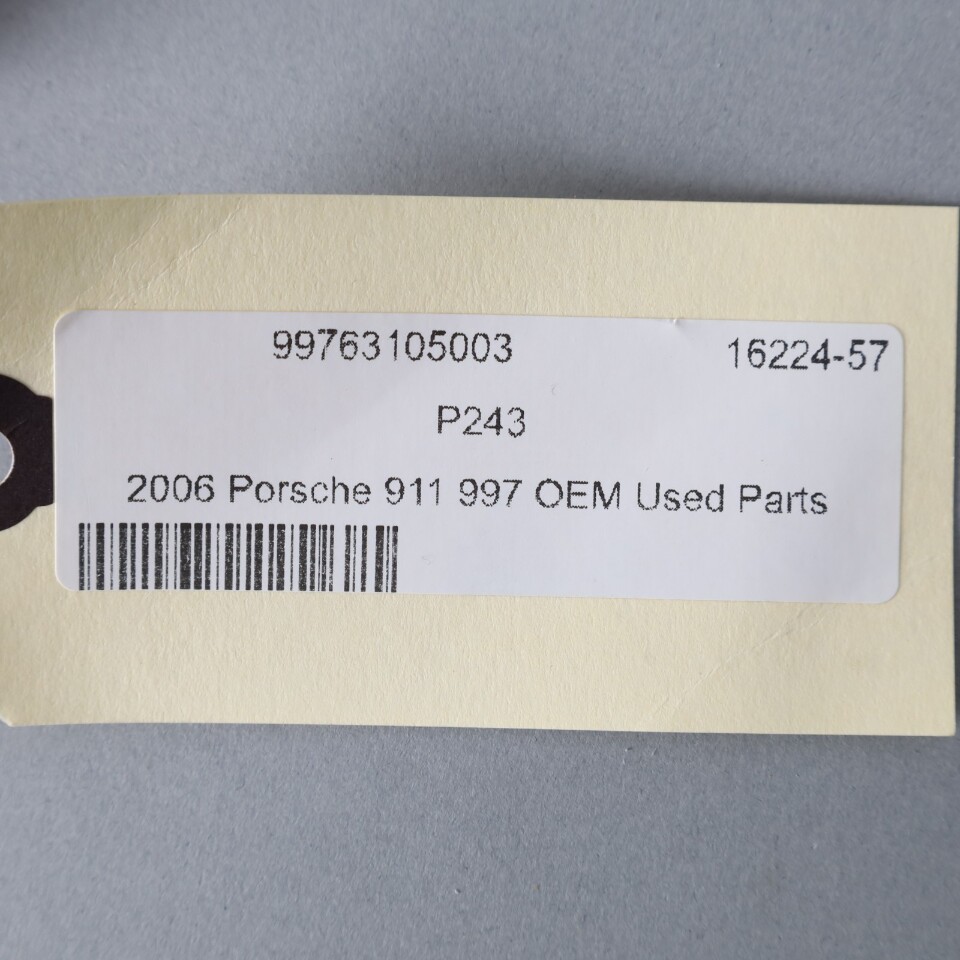 99763105003 16224-57
P243
2006 Porsche 911 997 OEM Used Parts